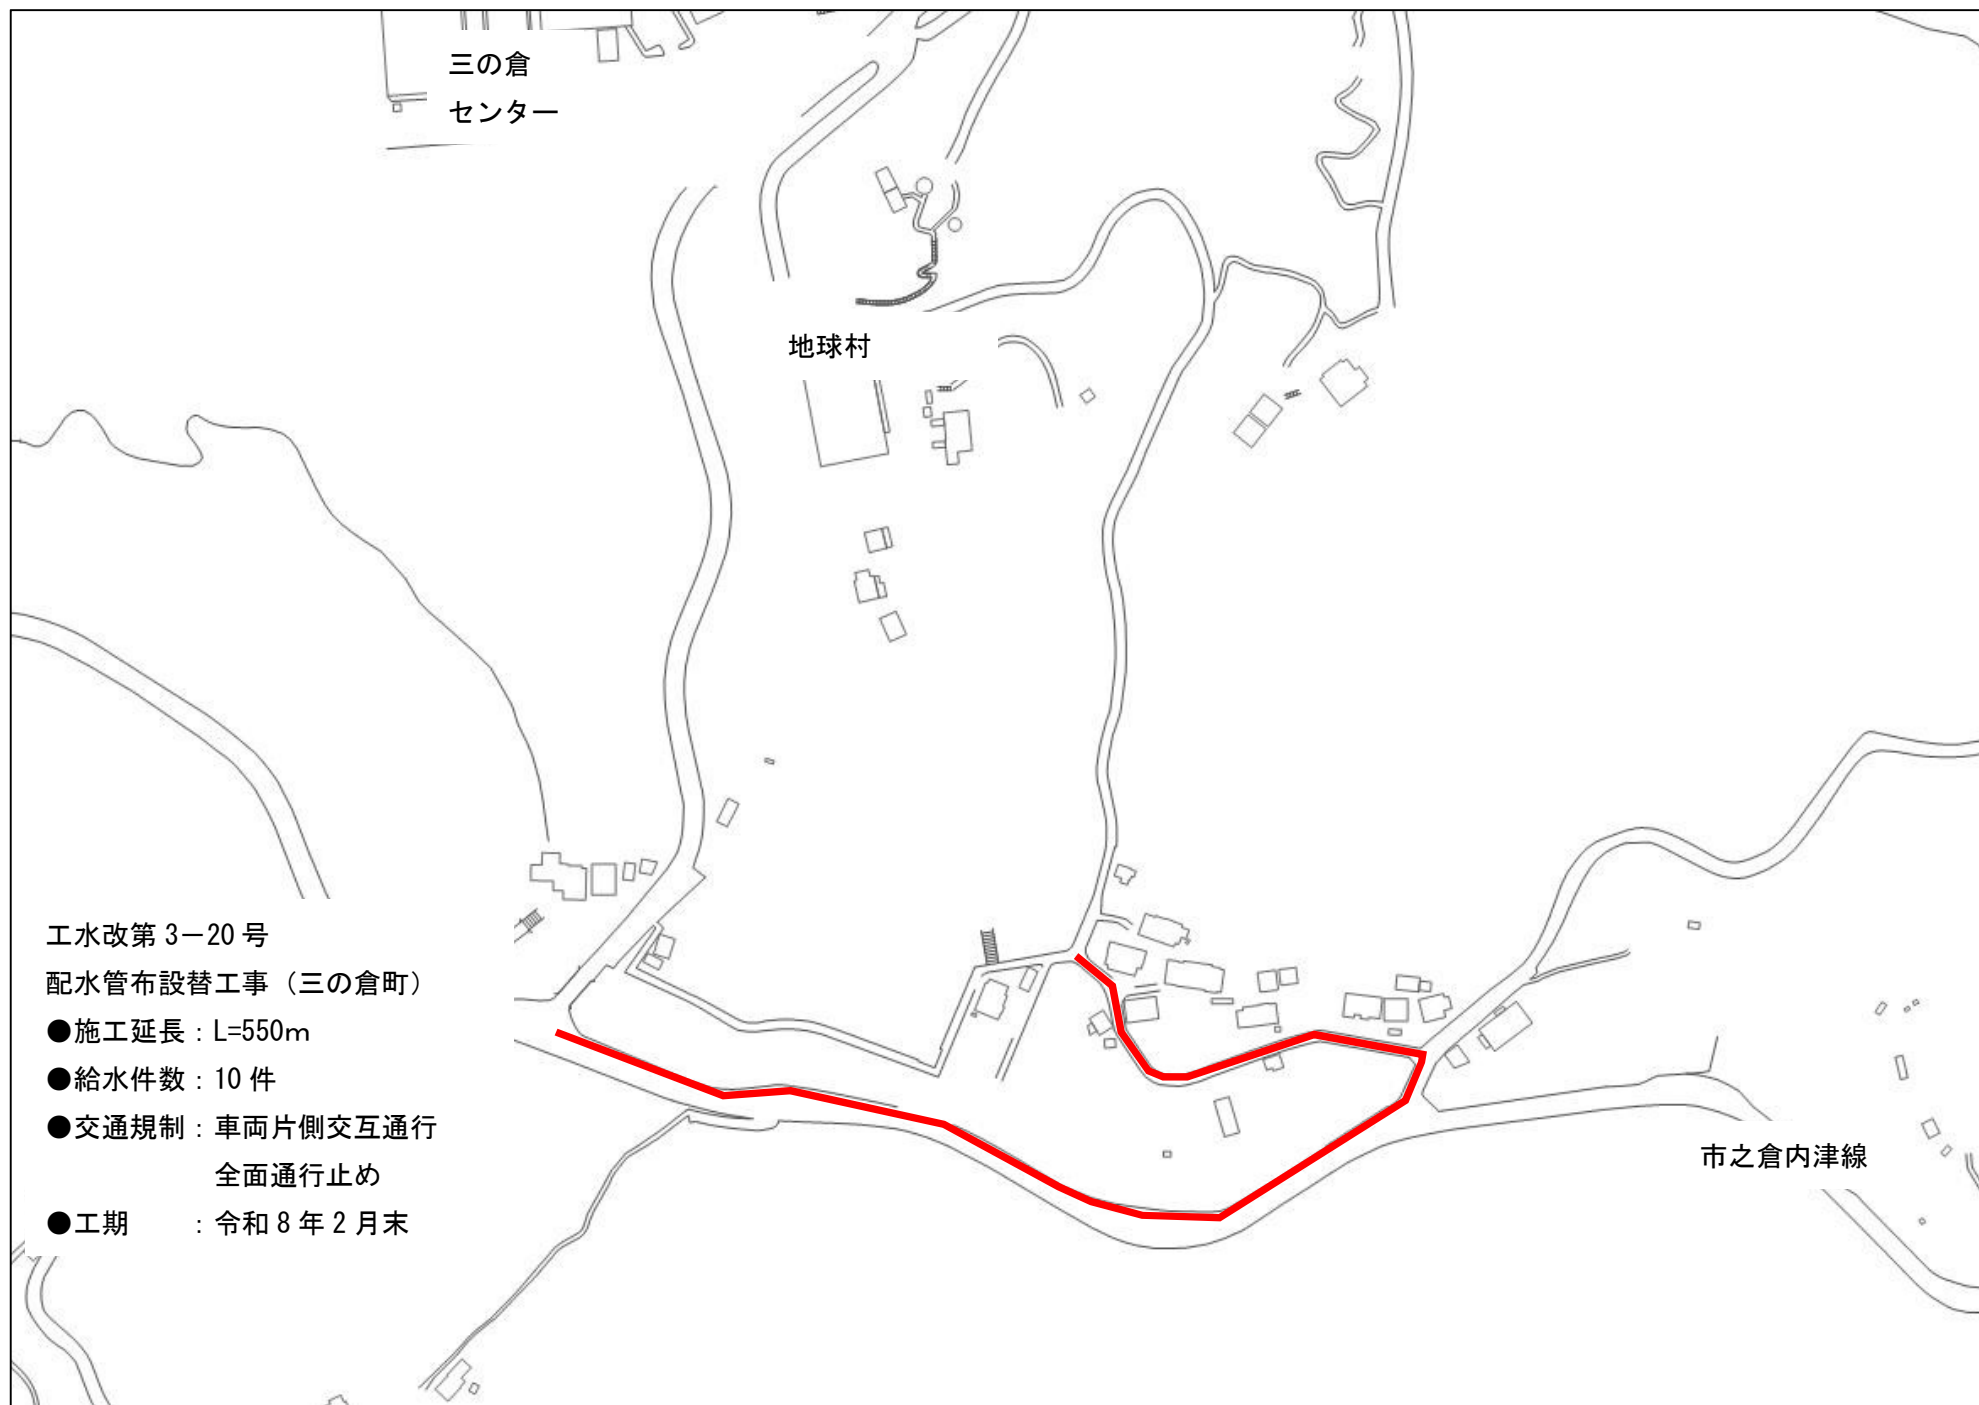 三の倉
センター
地球村
工水改第 3－20 号
配水管布設替工事（三の倉町）
●施工延長：L=550ｍ
●給水件数：10 件
●交通規制：車両片側交互通行
全面通行止め
●工期　　：令和 8 年 2 月末
市之倉内津線